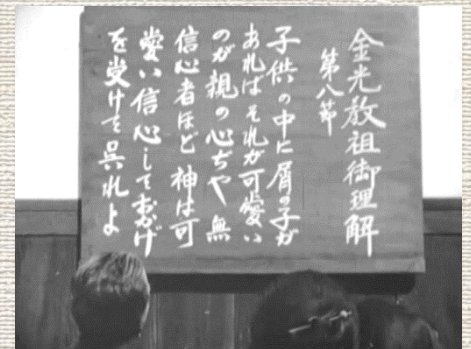 金光教祖御理解
第八節
子供の中に屑の子が
あればそれが可愛い
のが親の心ぢや 無
信心者ほど 神は可
愛い 信心しておかげ
を受けて呉れよ